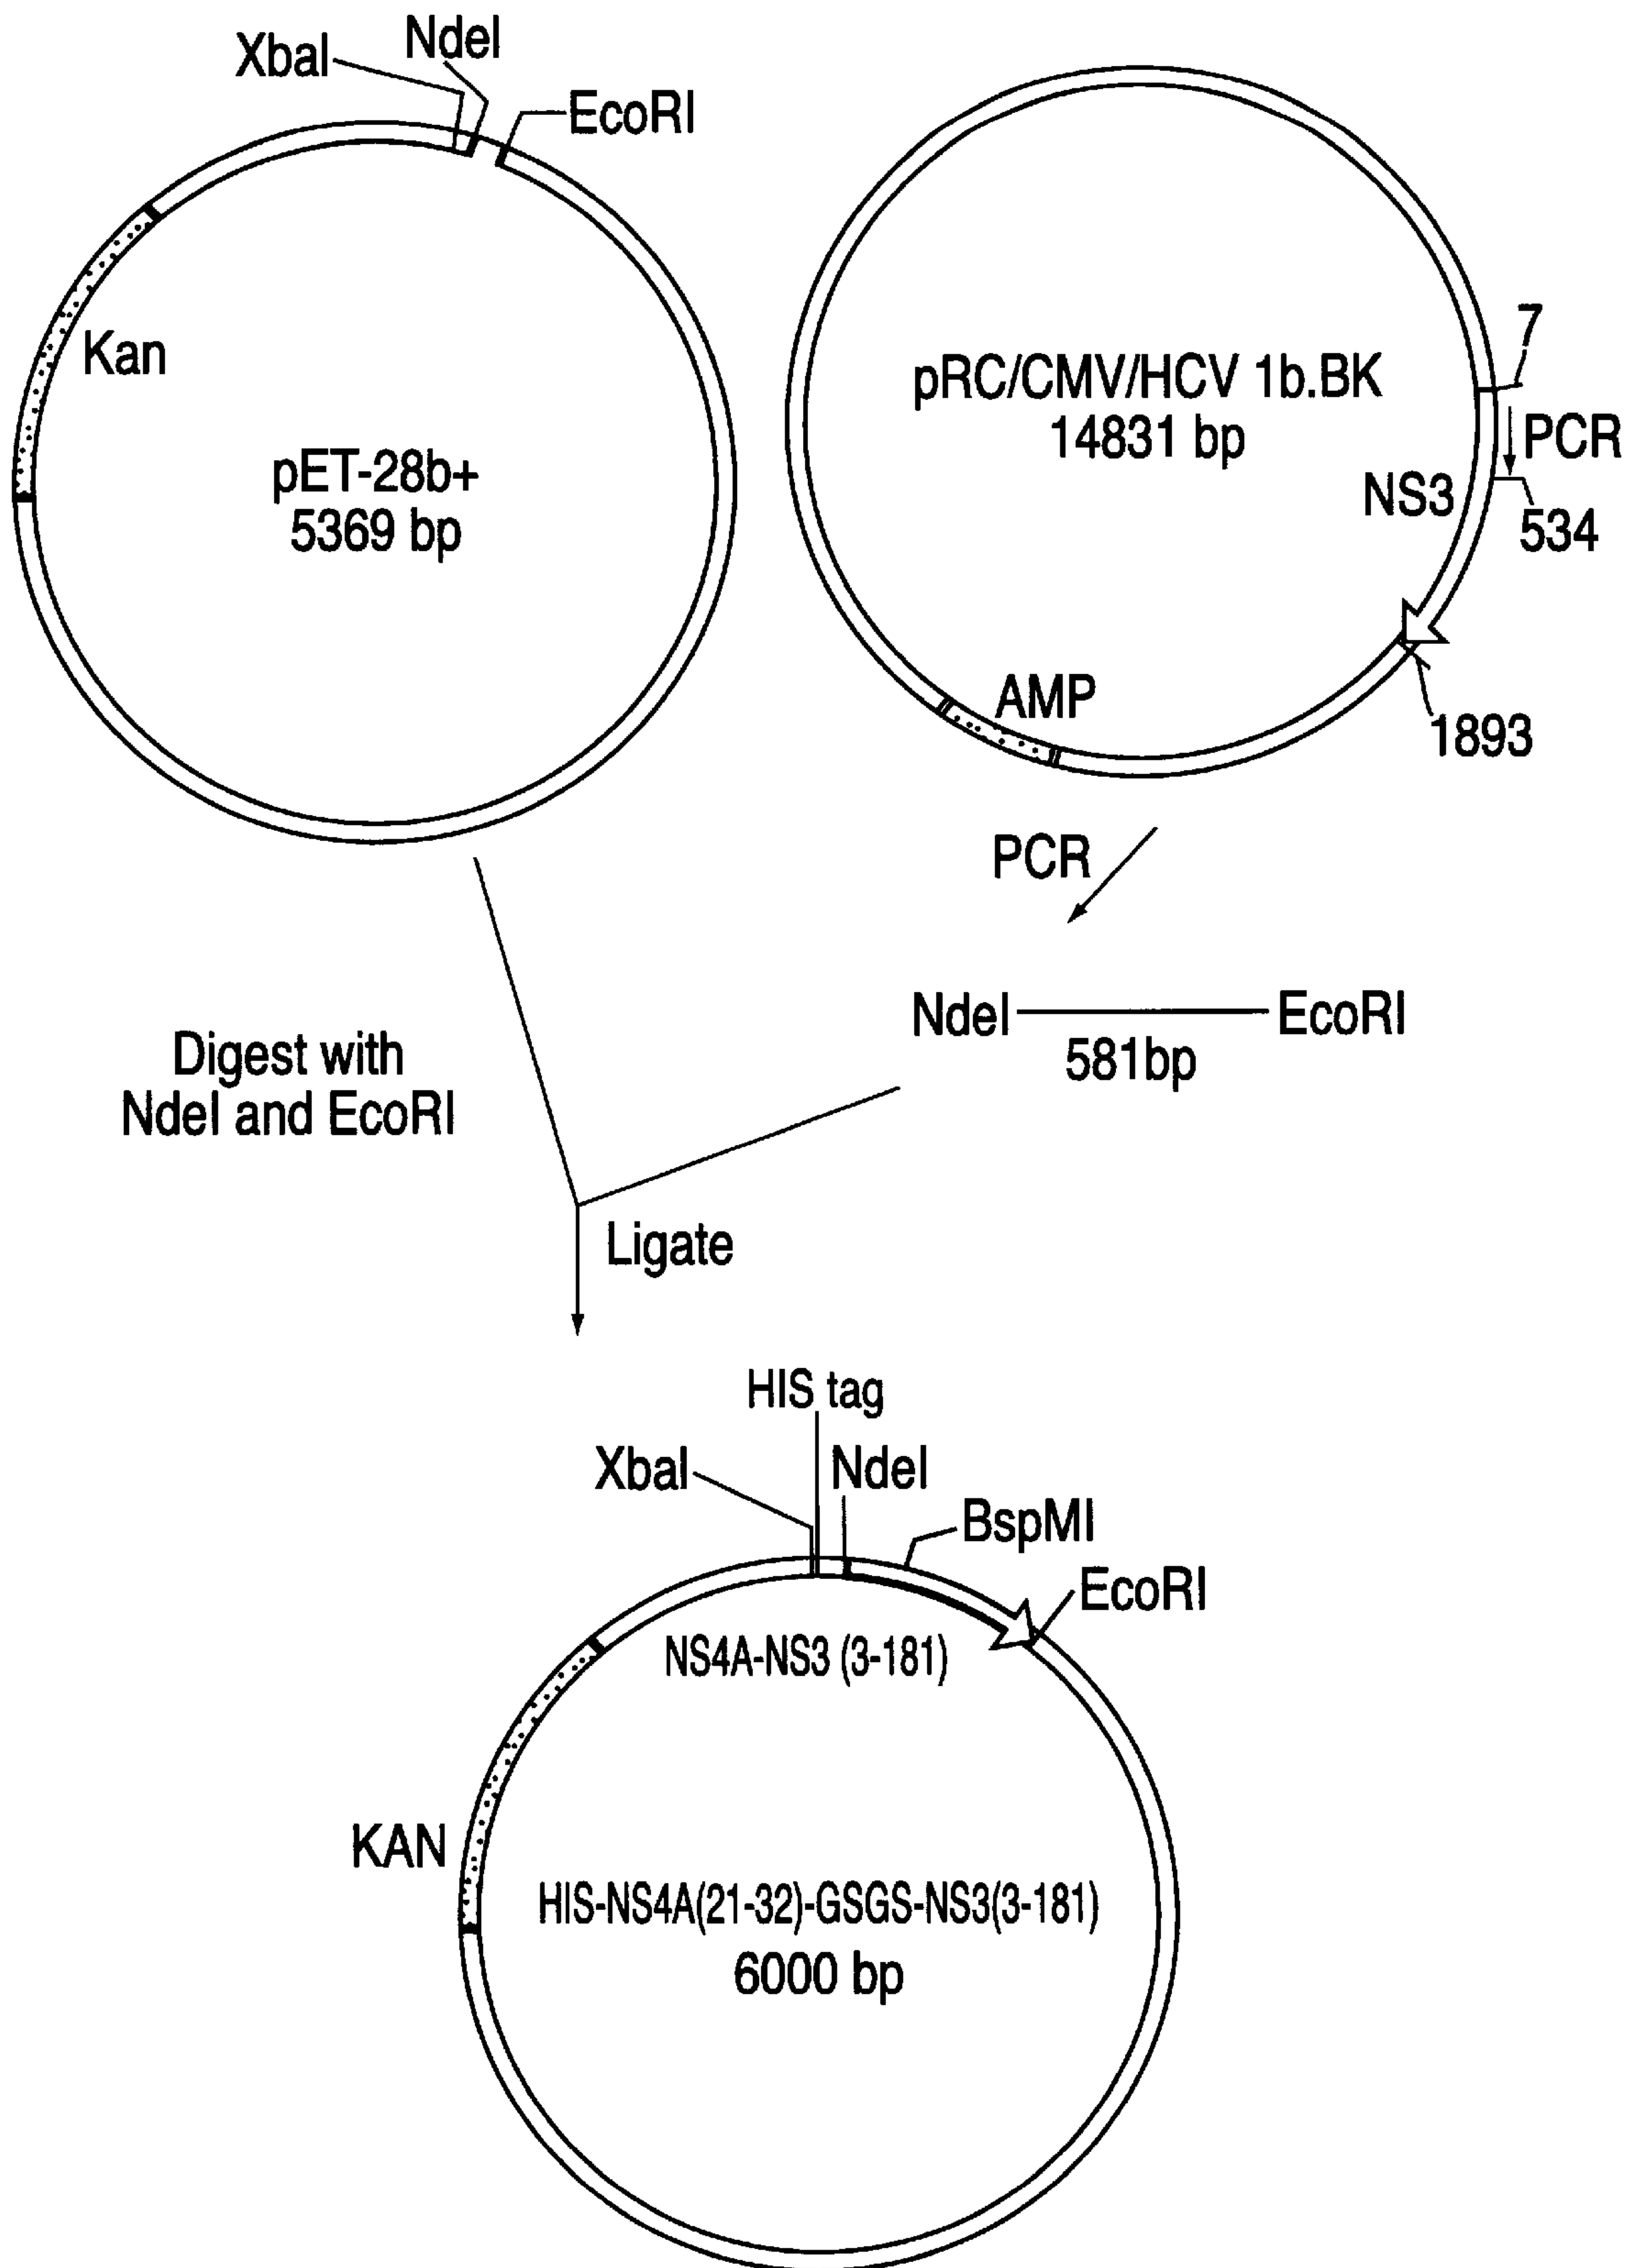 XbaI
NdeI
EcoRI
Kan
pET-28b+
5369 bp
pRC/CMV/HCV 1b.BK
14831 bp
7
PCR
NS3
534
1893
AMP
PCR
NdeI
EcoRI
581bp
Digest with
NdeI and EcoRI
Ligate
HIS tag
XbaI
NdeI
BspMI
EcoRI
NS4A-NS3 (3-181)
KAN
HIS-NS4A(21-32)-GSGS-NS3(3-181)
6000 bp